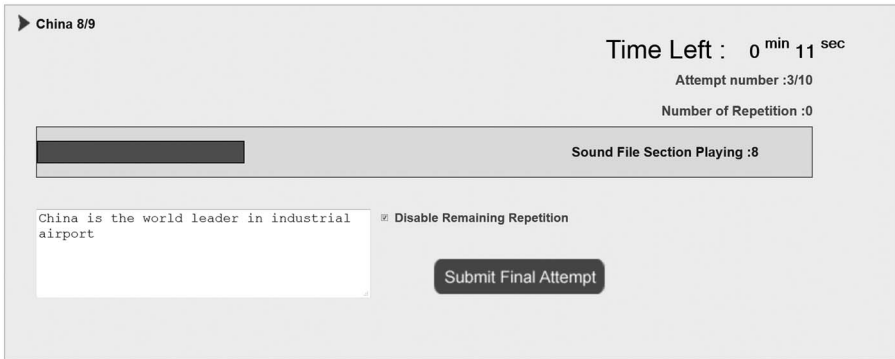 China 8/9
Time Left : 0 min 11 sec
Attempt number :3/10
Number of Repetition :0
Sound File Section Playing :8
China is the world leader in industrial
airport
Disable Remaining Repetition
Submit Final Attempt